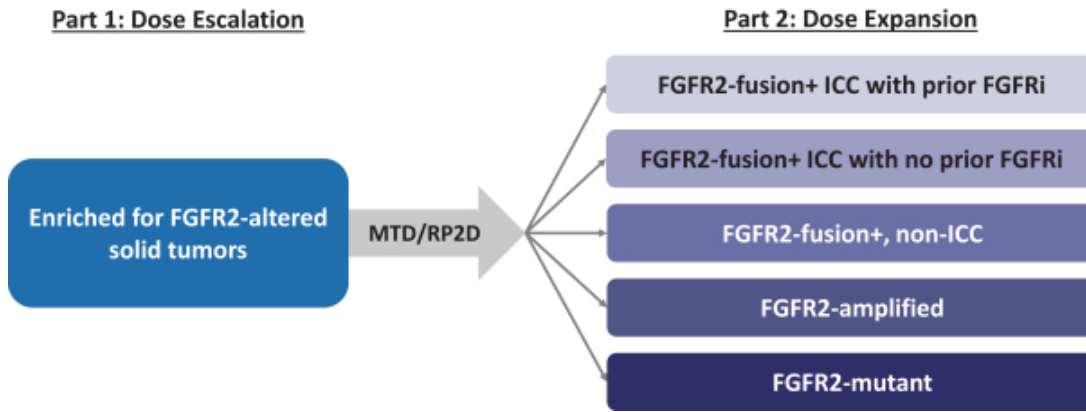 Part 1: Dose Escalation
Part 2: Dose Expansion
Enriched for FGFR2-altered
solid tumors
MTD/RP2D
FGFR2-fusion+ ICC with prior FGFRi
FGFR2-fusion+ ICC with no prior FGFRi
FGFR2-fusion+, non-ICC
FGFR2-amplified
FGFR2-mutant